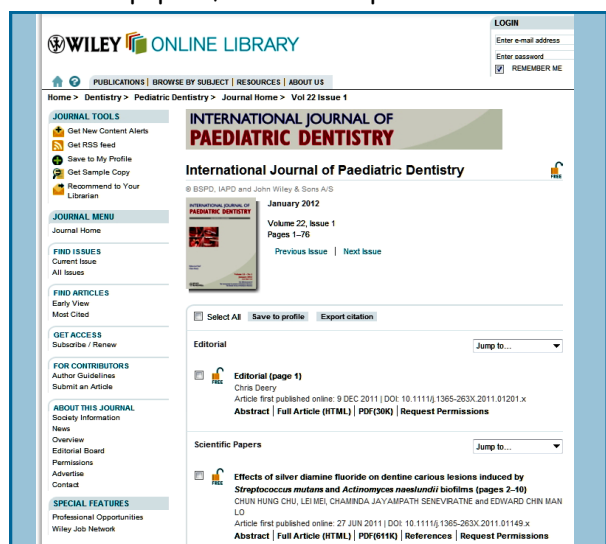 LOGIN
Enter e-mail address
Enter password
REMEMBER ME
WILEY ONLINE LIBRARY
PUBLICATIONS | BROWSE BY SUBJECT | RESOURCES | ABOUT US
Home > Dentistry > Pediatric Dentistry > Journal Home > Vol 22 Issue 1
JOURNAL TOOLS
Get New Content Alerts
Get RSS feed
Save to My Profile
Get Sample Copy
Recommend to Your
Librarian
JOURNAL MENU
Journal Home
FIND ISSUES
Current Issue
All Issues
FIND ARTICLES
Early View
Most Cited
GET ACCESS
Subscribe / Renew
FOR CONTRIBUTORS
Author Guidelines
Submit an Article
ABOUT THIS JOURNAL
Society Information
News
Overview
Editorial Board
Permissions
Advertise
Contact
SPECIAL FEATURES
Professional Opportunities
Wiley Job Network
INTERNATIONAL JOURNAL OF
PAEDIATRIC DENTISTRY
International Journal of Paediatric Dentistry
FREE
© BSPD, IAPD and John Wiley & Sons A/S
INTERNATIONAL JOURNAL OF
PAEDIATRIC DENTISTRY
January 2012
Volume 22, Issue 1
Pages 1–76
Previous Issue | Next Issue
Select All Save to profile Export citation
Editorial Jump to...
FREE
Editorial (page 1)
Chris Deery
Article first published online: 9 DEC 2011 | DOI: 10.1111/j.1365-263X.2011.01201.x
Abstract | Full Article (HTML) | PDF(30K) | Request Permissions
Scientific Papers Jump to...
FREE
Effects of silver diamine fluoride on dentine carious lesions induced by
Streptococcus mutans and Actinomyces naeslundii biofilms (pages 2–10)
CHUN HUNG CHU, LEI MEI, CHAMINDA JAYAMPATH SENEVIRATNE and EDWARD CHIN MAN
LO
Article first published online: 27 JUN 2011 | DOI: 10.1111/j.1365-263X.2011.01149.x
Abstract | Full Article (HTML) | PDF(611K) | References | Request Permissions